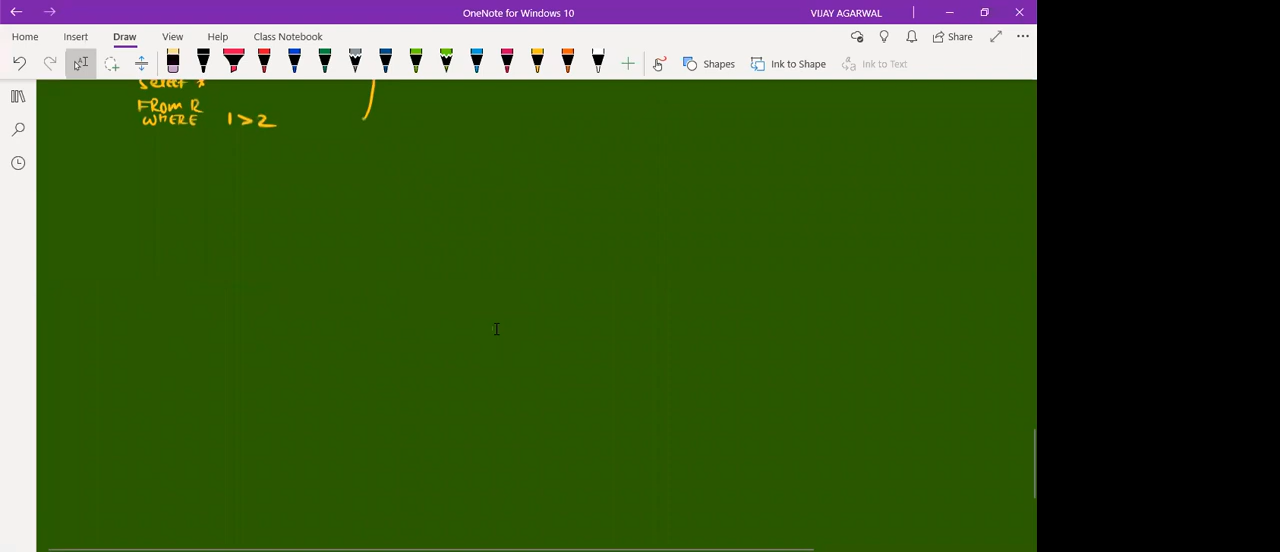 OneNote for Windows 10
VIJAY AGARWAL
Home Insert Draw View Help Class Notebook
Share
Shapes Ink to Shape Ink to Text
Select *
FROM R
WHERE 1 > 2